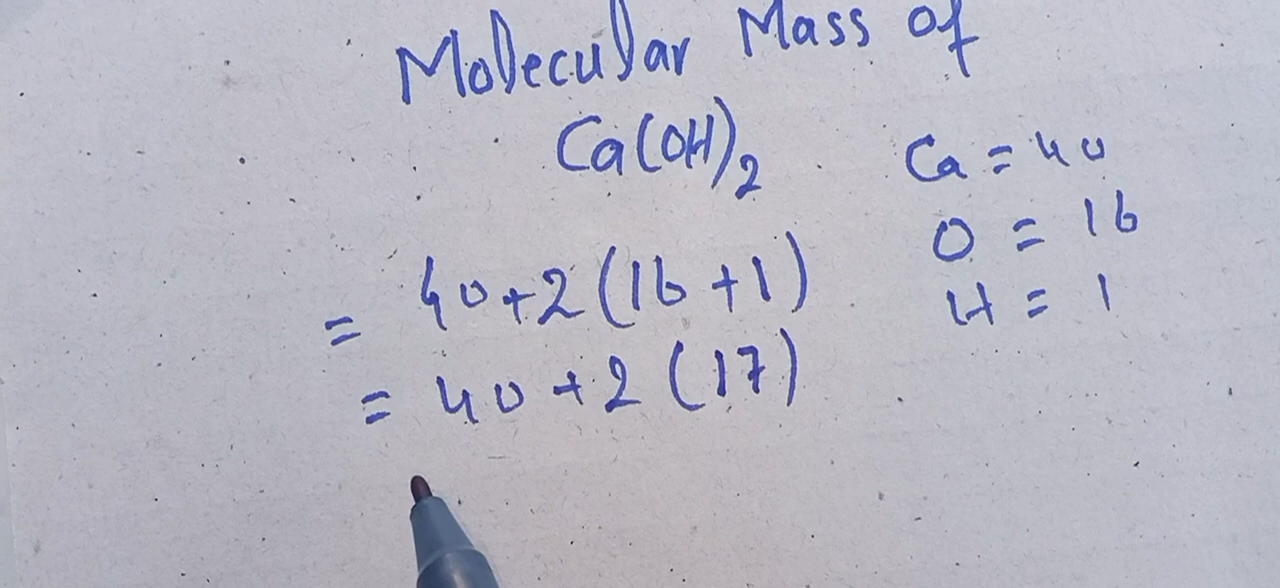 Molecular Mass of
Ca(OH)₂
Ca = 40
O = 16
H = 1
= 40+2(16+1)
= 40+2(17)